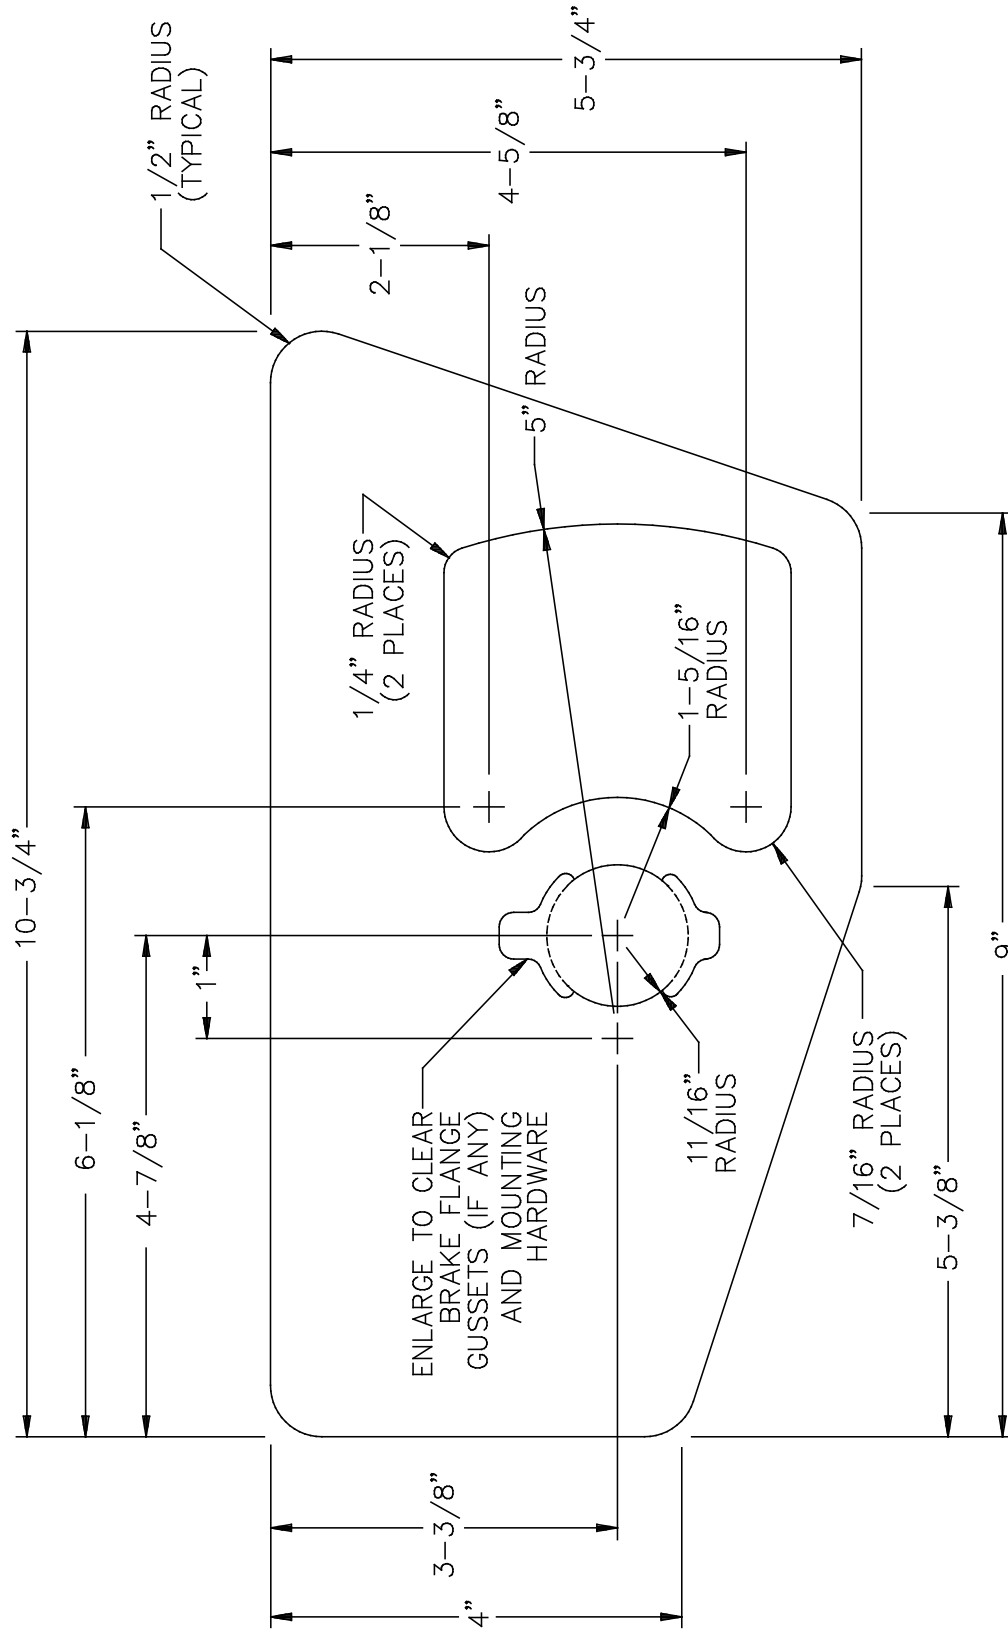 1/2” RADIUS
(TYPICAL)
5–3/4”
4–5/8”
2–1/8”
10–3/4”
6–1/8”
4–7/8”
1”
5” RADIUS
1/4” RADIUS
(2 PLACES)
1–5/16”
RADIUS
ENLARGE TO CLEAR
BRAKE FLANGE
GUSSETS (IF ANY)
AND MOUNTING
HARDWARE
11/16”
RADIUS
7/16” RADIUS
(2 PLACES)
5–3/8”
9”
3–3/8”
4”